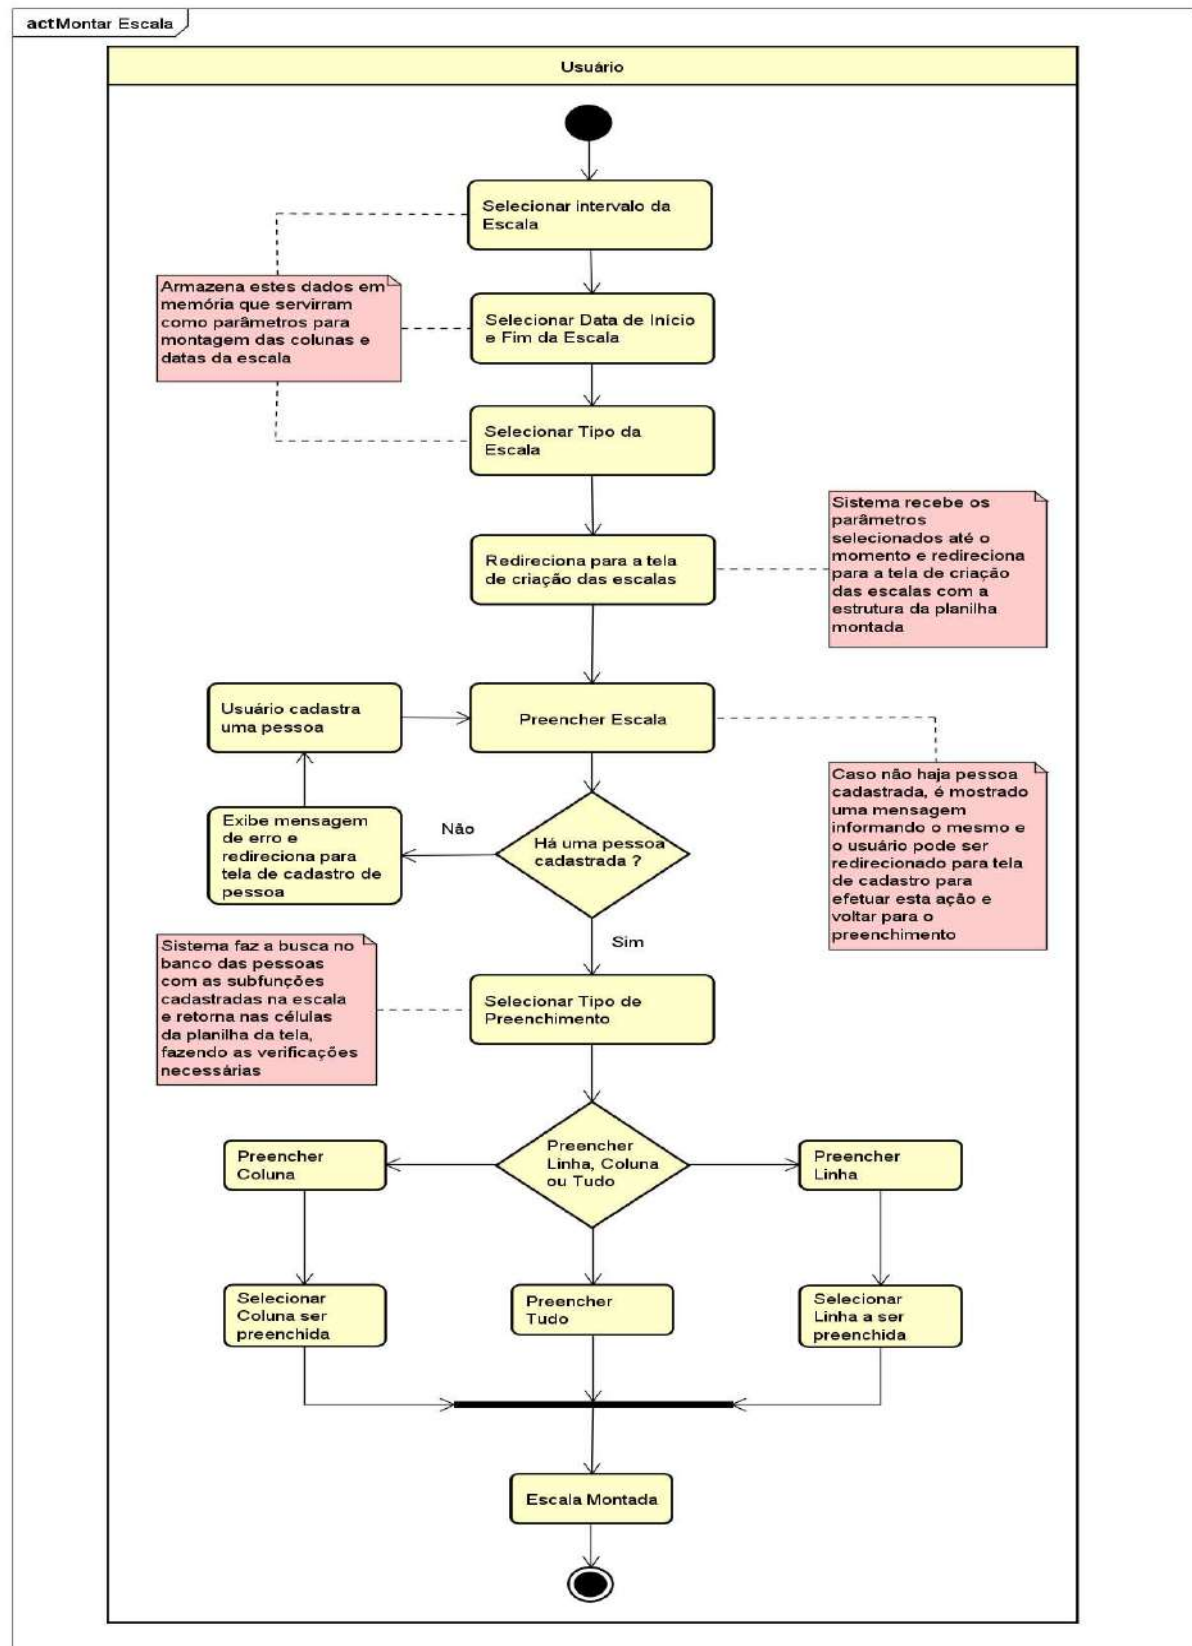 actMontar Escala
Usuário
Selecionar intervalo da
Escala
Armazena estes dados em
memória que servirram
como parâmetros para
montagem das colunas e
datas da escala
Selecionar Data de Início
e Fim da Escala
Selecionar Tipo da
Escala
Redireciona para a tela
de criação das escalas
Sistema recebe os
parâmetros
selecionados até o
momento e redireciona
para a tela de criação
das escalas com a
estrutura da planilha
montada
Usuário cadastra
uma pessoa
Preencher Escala
Caso não haja pessoa
cadastrada, é mostrado
uma mensagem
informando o mesmo e
o usuário pode ser
redirecionado para tela
de cadastro para
efetuar esta ação e
voltar para o
preenchimento
Exibe mensagem
de erro e
redireciona para
tela de cadastro de
pessoa
Não
Há uma pessoa
cadastrada ?
Sim
Sistema faz a busca no
banco das pessoas
com as subfunções
cadastradas na escala
e retorna nas células
da planilha da tela,
fazendo as verificações
necessárias
Selecionar Tipo de
Preenchimento
Preencher
Coluna
Preencher
Linha, Coluna
ou Tudo
Preencher
Linha
Selecionar
Coluna ser
preenchida
Preencher
Tudo
Selecionar
Linha a ser
preenchida
Escala Montada